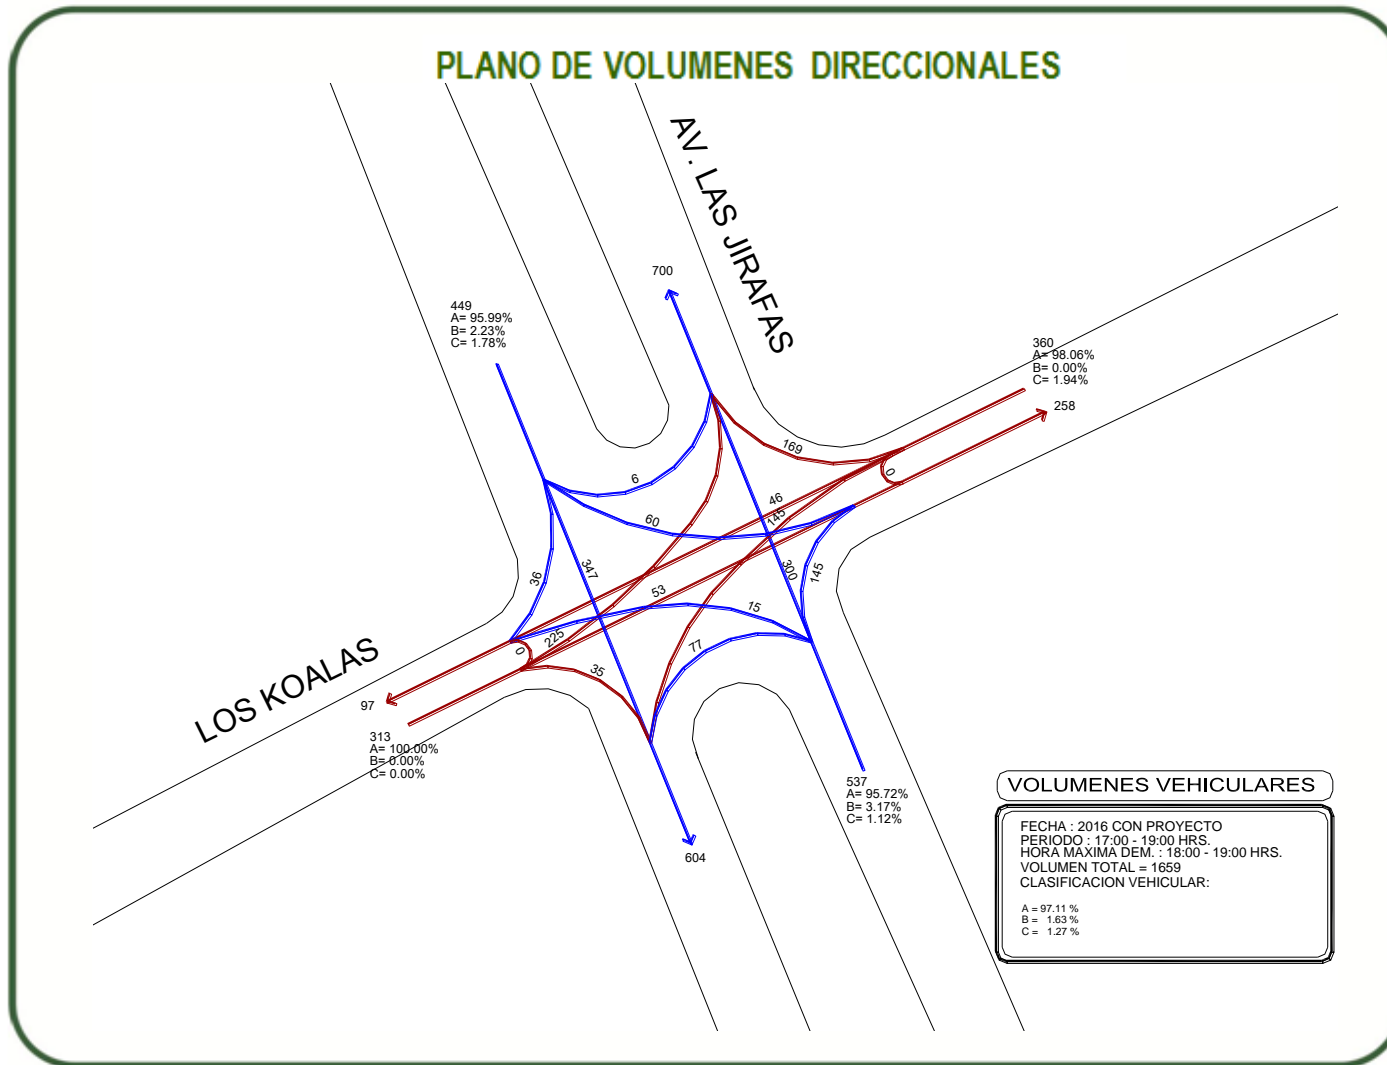 PLANO DE VOLUMENES DIRECCIONALES
AV. LAS JIRAFAS
700
449
A= 95.99%
B= 2.23%
C= 1.78%
360
A= 98.06%
B= 0.00%
C= 1.94%
258
169
0
6
46
60
145
36
347
300
145
53
15
225
77
0
35
LOS KOALAS
97
313
A= 100.00%
B= 0.00%
C= 0.00%
537
A= 95.72%
B= 3.17%
C= 1.12%
604
VOLUMENES VEHICULARES
FECHA : 2016 CON PROYECTO
PERIODO : 17:00 - 19:00 HRS.
HORA MAXIMA DEM. : 18:00 - 19:00 HRS.
VOLUMEN TOTAL = 1659
CLASIFICACION VEHICULAR:
A = 97.11 %
B = 1.63 %
C = 1.27 %